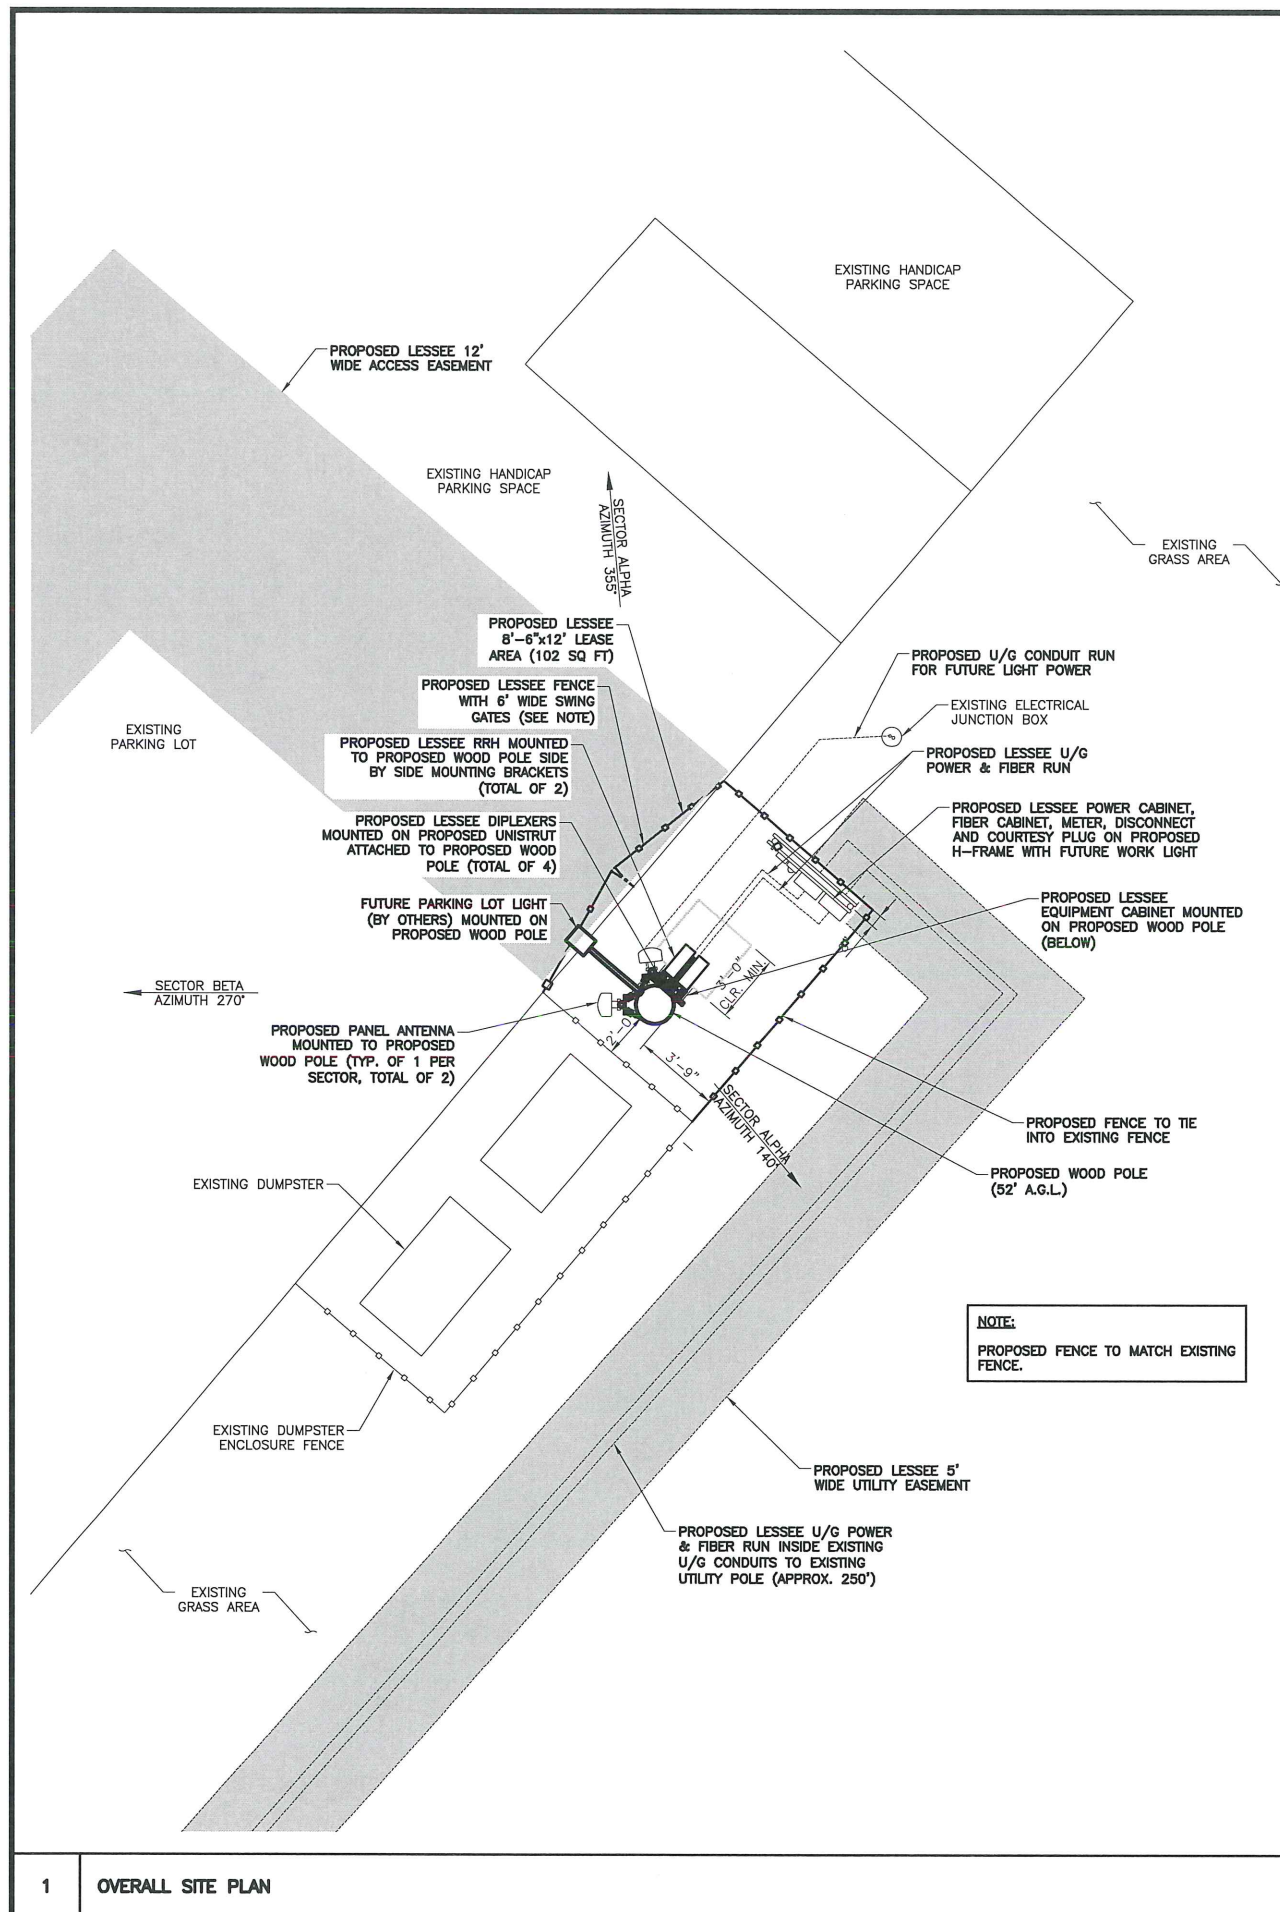 EXISTING HANDICAP
PARKING SPACE
PROPOSED LESSEE 12'
WIDE ACCESS EASEMENT
EXISTING HANDICAP
PARKING SPACE
SECTOR ALPHA
AZIMUTH 355°
EXISTING
GRASS AREA
PROPOSED LESSEE
8'-6"x12' LEASE
AREA (102 SQ FT)
PROPOSED U/G CONDUIT RUN
FOR FUTURE LIGHT POWER
PROPOSED LESSEE FENCE
WITH 6' WIDE SWING
GATES (SEE NOTE)
EXISTING ELECTRICAL
JUNCTION BOX
EXISTING
PARKING LOT
PROPOSED LESSEE RRH MOUNTED
TO PROPOSED WOOD POLE SIDE
BY SIDE MOUNTING BRACKETS
(TOTAL OF 2)
PROPOSED LESSEE U/G
POWER & FIBER RUN
PROPOSED LESSEE DIPLEXERS
MOUNTED ON PROPOSED UNISTRUT
ATTACHED TO PROPOSED WOOD
POLE (TOTAL OF 4)
PROPOSED LESSEE POWER CABINET,
FIBER CABINET, METER, DISCONNECT
AND COURTESY PLUG ON PROPOSED
H-FRAME WITH FUTURE WORK LIGHT
FUTURE PARKING LOT LIGHT
(BY OTHERS) MOUNTED ON
PROPOSED WOOD POLE
PROPOSED LESSEE
EQUIPMENT CABINET MOUNTED
ON PROPOSED WOOD POLE
(BELOW)
3'-0"
CLR. MIN.
SECTOR BETA
AZIMUTH 270°
PROPOSED PANEL ANTENNA
MOUNTED TO PROPOSED
WOOD POLE (TYP. OF 1 PER
SECTOR, TOTAL OF 2)
2'-0
3'-9"
SECTOR ALPHA
AZIMUTH 140°
PROPOSED FENCE TO TIE
INTO EXISTING FENCE
PROPOSED WOOD POLE
(52' A.G.L.)
EXISTING DUMPSTER
NOTE:
PROPOSED FENCE TO MATCH EXISTING
FENCE.
EXISTING DUMPSTER
ENCLOSURE FENCE
PROPOSED LESSEE 5'
WIDE UTILITY EASEMENT
PROPOSED LESSEE U/G POWER
& FIBER RUN INSIDE EXISTING
U/G CONDUITS TO EXISTING
UTILITY POLE (APPROX. 250')
EXISTING
GRASS AREA
1
OVERALL SITE PLAN